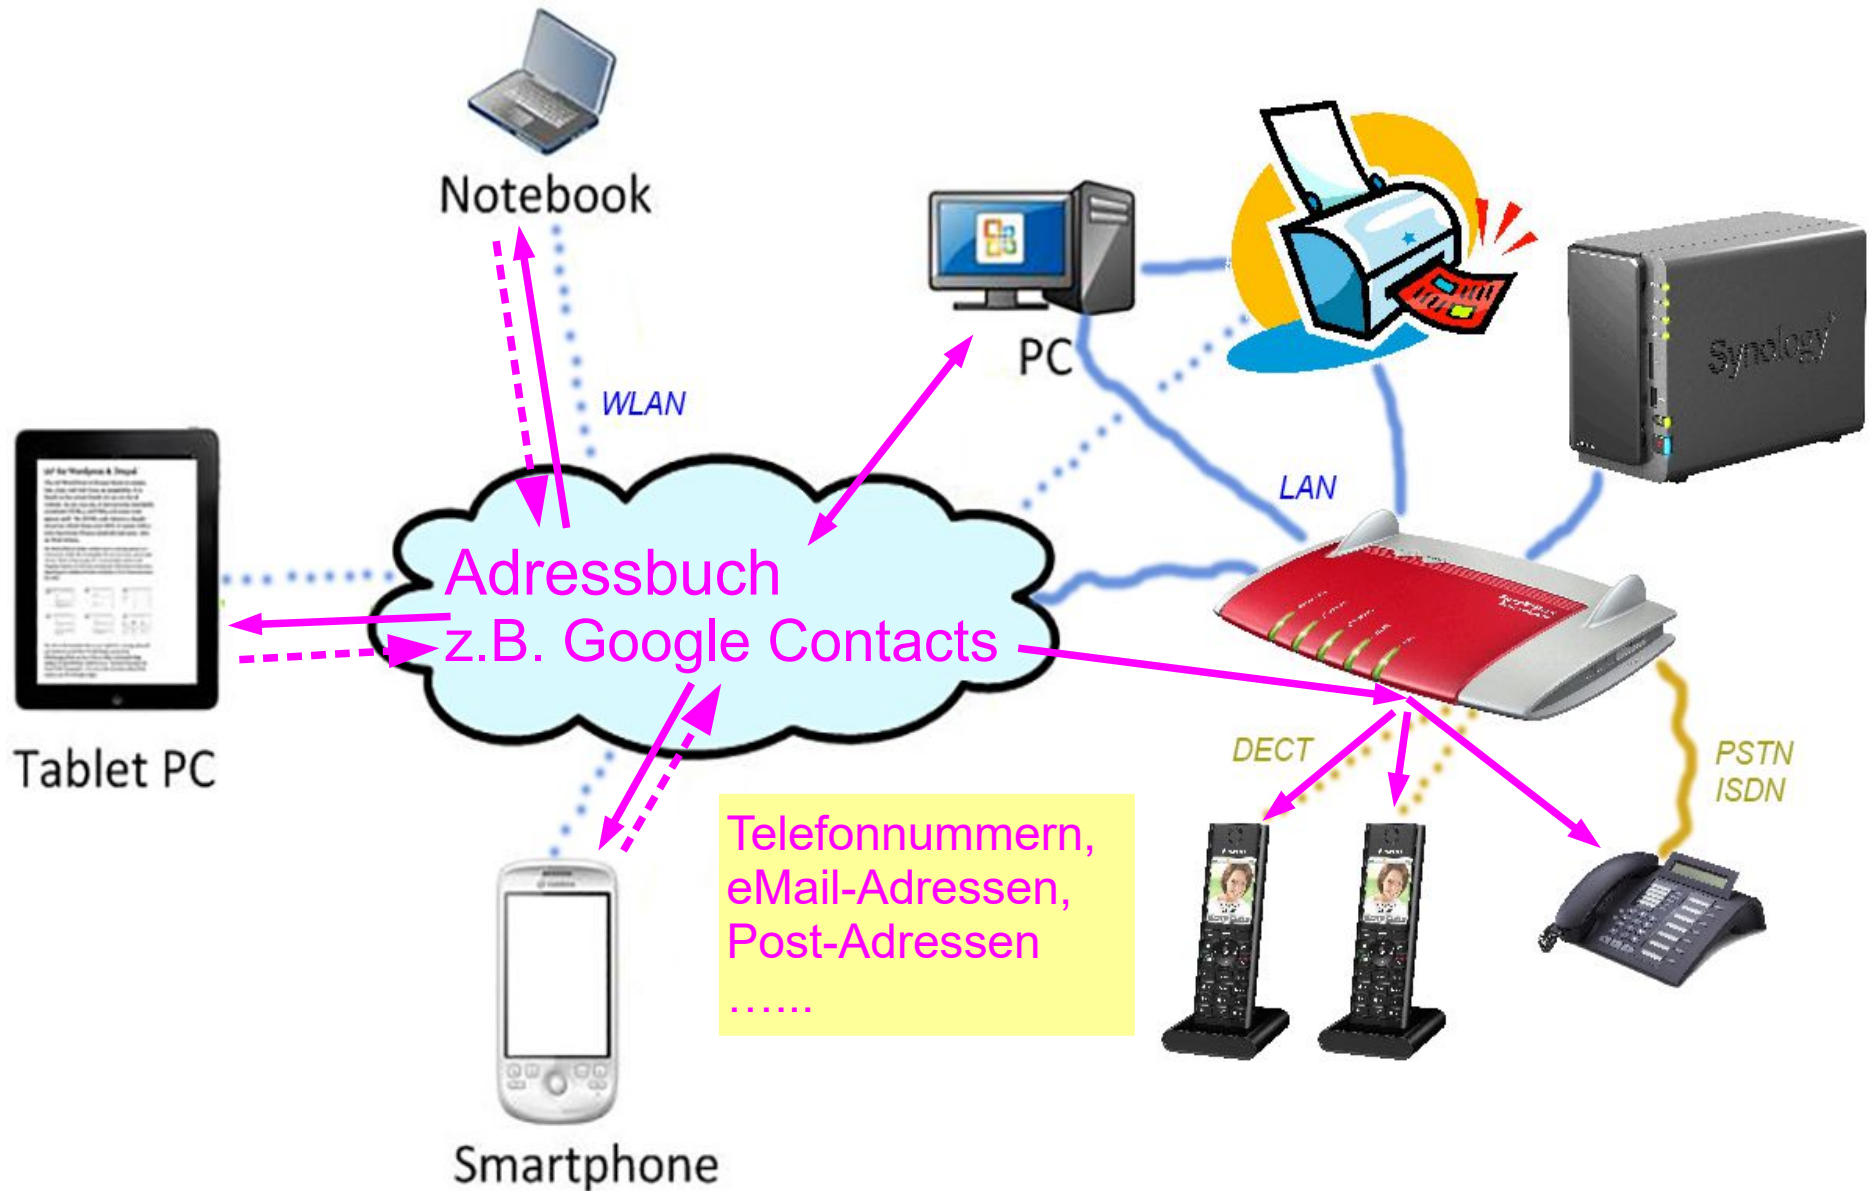 Notebook
PC
Synology
WLAN
LAN
Adressbuch
z.B. Google Contacts
Tablet PC
DECT
PSTN
ISDN
Telefonnummern,
eMail-Adressen,
Post-Adressen
…...
Smartphone